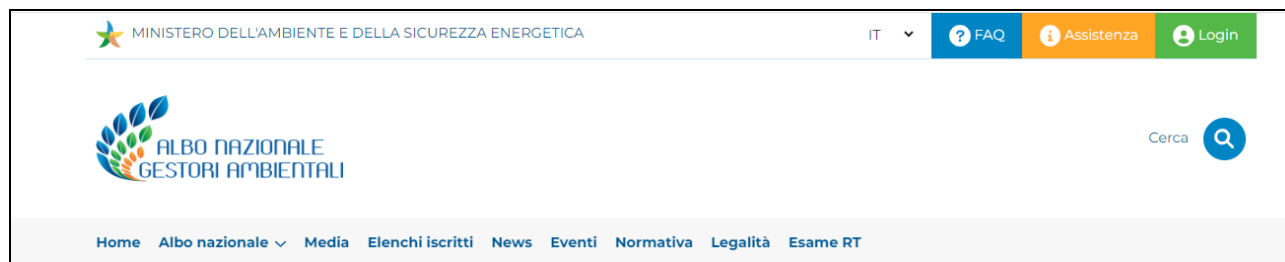 MINISTERO DELL'AMBIENTE E DELLA SICUREZZA ENERGETICA IT FAQ Assistenza Login
ALBO NAZIONALE
GESTORI AMBIENTALI
Cerca
Home Albo nazionale Media Elenchi iscritti News Eventi Normativa Legalità Esame RT